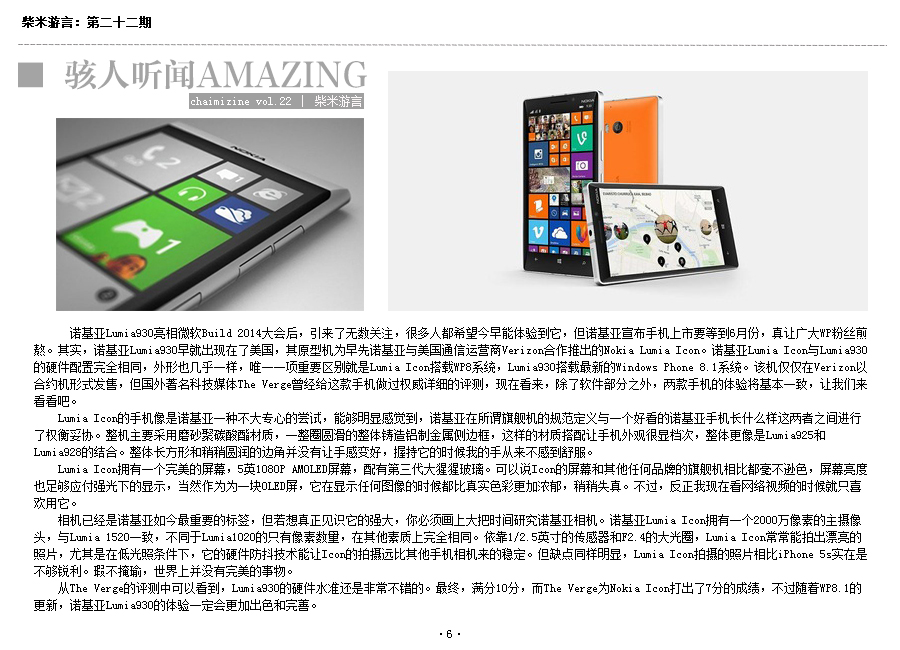 柴米游言：第二十二期
骇人听闻AMAZING
chaimizine vol.22 | 柴米游言
NOKIA
2
1
1
诺基亚Lumia930亮相微软Build 2014大会后，引来了无数关注，很多人都希望今早能体验到它，但诺基亚宣布手机上市要等到6月份，真让广大WP粉丝煎
熬。其实，诺基亚Lumia930早就出现在了美国，其原型机为早先诺基亚与美国通信运营商Verizon合作推出的Nokia Lumia Icon。诺基亚Lumia Icon与Lumia930
的硬件配置完全相同，外形也几乎一样，唯一一项重要区别就是Lumia Icon搭载WP8系统，Lumia930搭载最新的Windows Phone 8.1系统。该机仅仅在Verizon以
合约机形式发售，但国外著名科技媒体The Verge曾经给这款手机做过权威详细的评测，现在看来，除了软件部分之外，两款手机的体验将基本一致，让我们来
看看吧。
Lumia Icon的手机像是诺基亚一种不大专心的尝试，能够明显感觉到，诺基亚在所谓旗舰机的规范定义与一个好看的诺基亚手机长什么样这两者之间进行
了权衡妥协。整机主要采用磨砂聚碳酸酯材质，一整圈圆滑的整体铸造铝制金属侧边框，这样的材质搭配让手机外观很显档次，整体更像是Lumia925和
Lumia928的结合。整体长方形和稍稍圆润的边角并没有让手感变好，握持它的时候我的手从来不感到舒服。
Lumia Icon拥有一个完美的屏幕，5英1080P AMOLED屏幕，配有第三代大猩猩玻璃。可以说Icon的屏幕和其他任何品牌的旗舰机相比都毫不逊色，屏幕亮度
也足够应付强光下的显示，当然作为为一块OLED屏，它在显示任何图像的时候都比真实色彩更加浓郁，稍稍失真。不过，反正我现在看网络视频的时候就只喜
欢用它。
相机已经是诺基亚如今最重要的标签，但若想真正见识它的强大，你必须画上大把时间研究诺基亚相机。诺基亚Lumia Icon拥有一个2000万像素的主摄像
头，与Lumia 1520一致，不同于Lumia1020的只有像素数量，在其他素质上完全相同。依靠1/2.5英寸的传感器和F2.4的大光圈，Lumia Icon常常能拍出漂亮的
照片，尤其是在低光照条件下，它的硬件防抖技术能让Icon的拍摄远比其他手机相机来的稳定。但缺点同样明显，Lumia Icon拍摄的照片相比iPhone 5s实在是
不够锐利。瑕不掩瑜，世界上并没有完美的事物。
从The Verge的评测中可以看到，Lumia930的硬件水准还是非常不错的。最终，满分10分，而The Verge为Nokia Icon打出了7分的成绩，不过随着WP8.1的
更新，诺基亚Lumia930的体验一定会更加出色和完善。
·6·